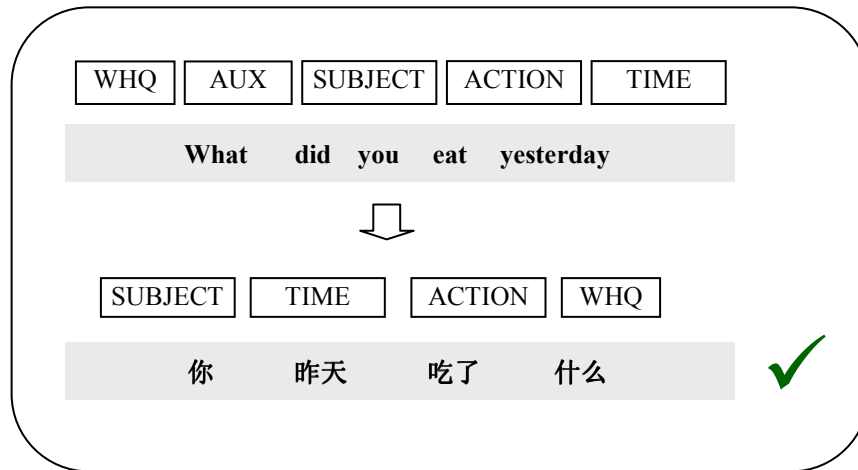 WHQ AUX SUBJECT ACTION TIME
What did you eat yesterday
SUBJECT TIME ACTION WHQ
你 昨天 吃了 什么